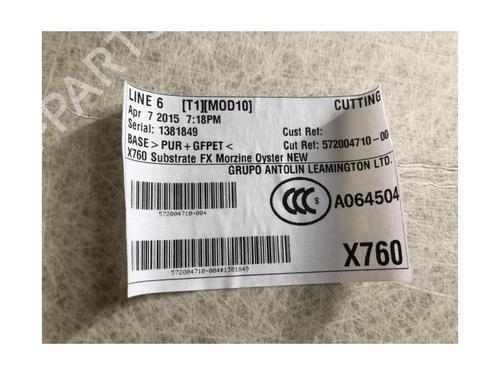 LINE 6 [T1][MOD10] CUTTING
Apr 7 2015 7:18PM
Serial: 1381849 Cust Ref:
BASE> PUR+GFPET< Cut Ref: 572004710-00
X760 Substrate FX Morzine Oyster NEW
GRUPO ANTOLIN LEAMINGTON LTD.
CCC S A064504
572004710-004
X760
572004710-004#1381849